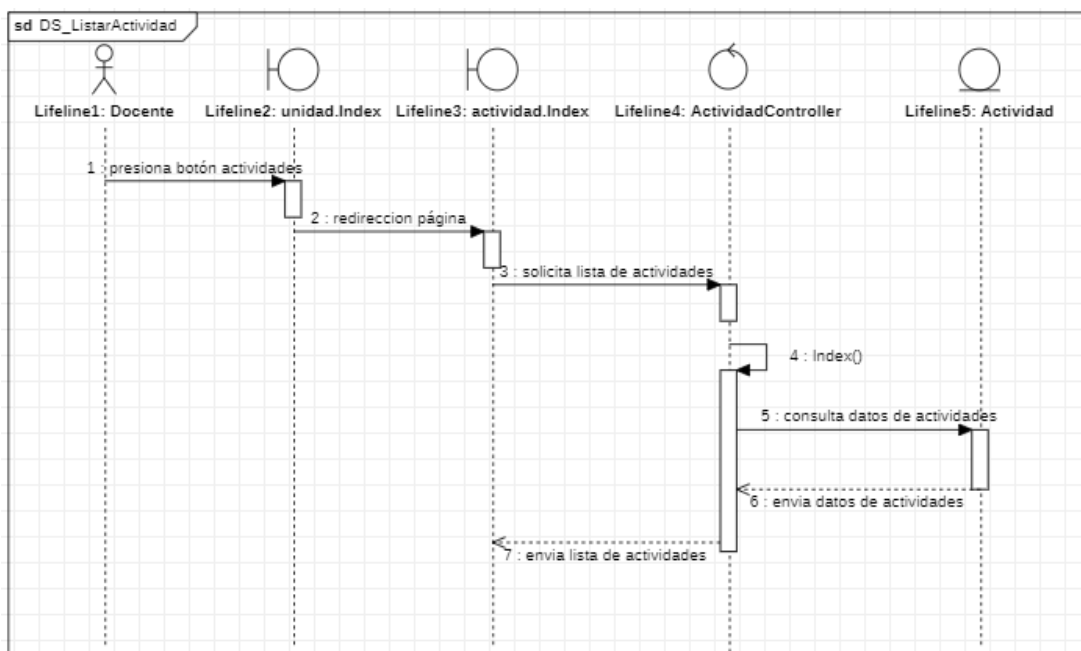 sd DS_ListarActividad
Lifeline1: Docente
Lifeline2: unidad.Index
Lifeline3: actividad.Index
Lifeline4: ActividadController
Lifeline5: Actividad
1 : presiona botón actividades
2 : redireccion página
3 : solicita lista de actividades
4 : Index()
5 : consulta datos de actividades
6 : envia datos de actividades
7 : envia lista de actividades